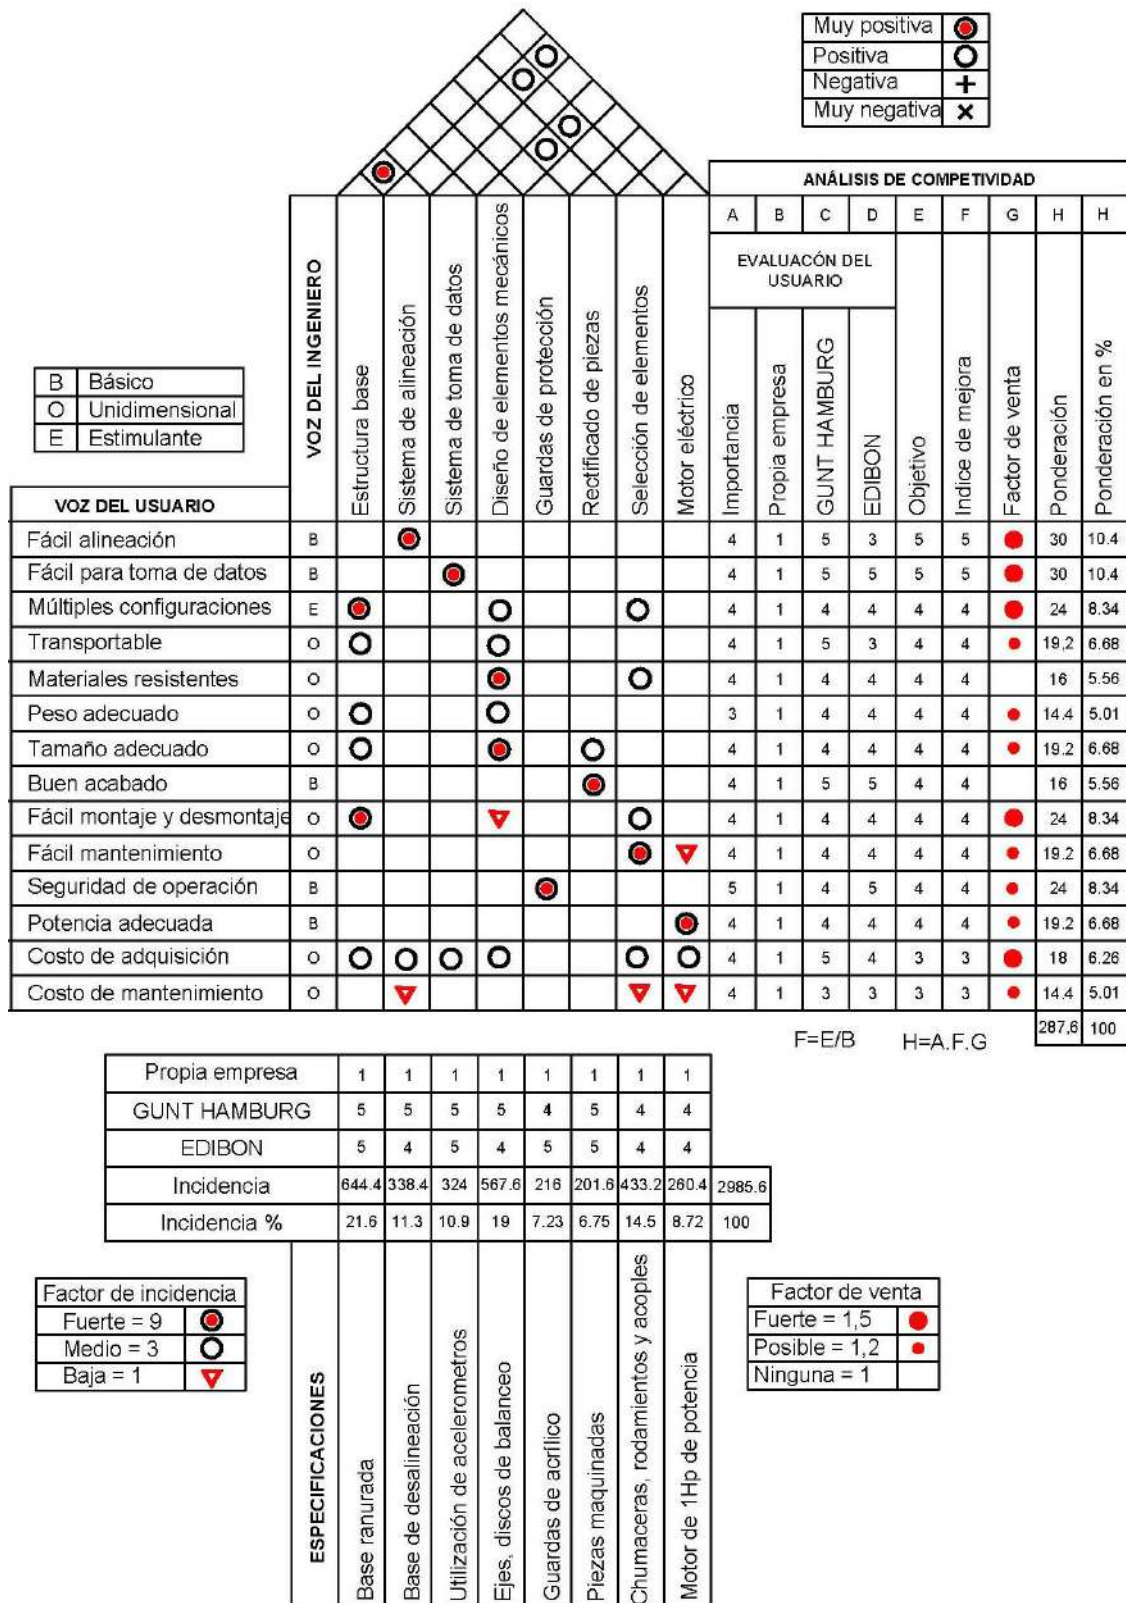 Muy positiva
Positiva
Negativa +
Muy negativa ×
ANÁLISIS DE COMPETIVIDAD
A B C D E F G H H
EVALUACÓN DEL
USUARIO
B Básico
O Unidimensional
E Estimulante
VOZ DEL INGENIERO
Estructura base
Sistema de alineación
Sistema de toma de datos
Diseño de elementos mecánicos
Guardas de protección
Rectificado de piezas
Selección de elementos
Motor eléctrico
Importancia
Propia empresa
GUNT HAMBURG
EDIBON
Objetivo
Indice de mejora
Factor de venta
Ponderación
Ponderación en %
VOZ DEL USUARIO
Fácil alineación B 4 1 5 3 5 5 30 10.4
Fácil para toma de datos B 4 1 5 5 5 5 30 10.4
Múltiples configuraciones E 4 1 4 4 4 4 24 8.34
Transportable O 4 1 5 3 4 4 19,2 6.68
Materiales resistentes O 4 1 4 4 4 4 16 5.56
Peso adecuado O 3 1 4 4 4 4 14.4 5.01
Tamaño adecuado O 4 1 4 4 4 4 19.2 6.68
Buen acabado B 4 1 5 5 4 4 16 5.56
Fácil montaje y desmontaje O 4 1 4 4 4 4 24 8.34
Fácil mantenimiento O 4 1 4 4 4 4 19.2 6.68
Seguridad de operación B 5 1 4 5 4 4 24 8.34
Potencia adecuada B 4 1 4 4 4 4 19.2 6.68
Costo de adquisición O 4 1 5 4 3 3 18 6.26
Costo de mantenimiento O 4 1 3 3 3 3 14.4 5.01
287,6 100
F=E/B H=A.F.G
Propia empresa 1 1 1 1 1 1 1 1
GUNT HAMBURG 5 5 5 5 4 5 4 4
EDIBON 5 4 5 4 5 5 4 4
Incidencia 644.4 338.4 324 567.6 216 201.6 433.2 260.4 2985.6
Incidencia % 21.6 11.3 10.9 19 7.23 6.75 14.5 8.72 100
Factor de incidencia
Fuerte = 9
Medio = 3
Baja = 1
ESPECIFICACIONES
Base ranurada
Base de desalineación
Utilización de acelerometros
Ejes, discos de balanceo
Guardas de acrílico
Piezas maquinadas
Chumaceras, rodamientos y acoples
Motor de 1Hp de potencia
Factor de venta
Fuerte = 1,5
Posible = 1,2
Ninguna = 1